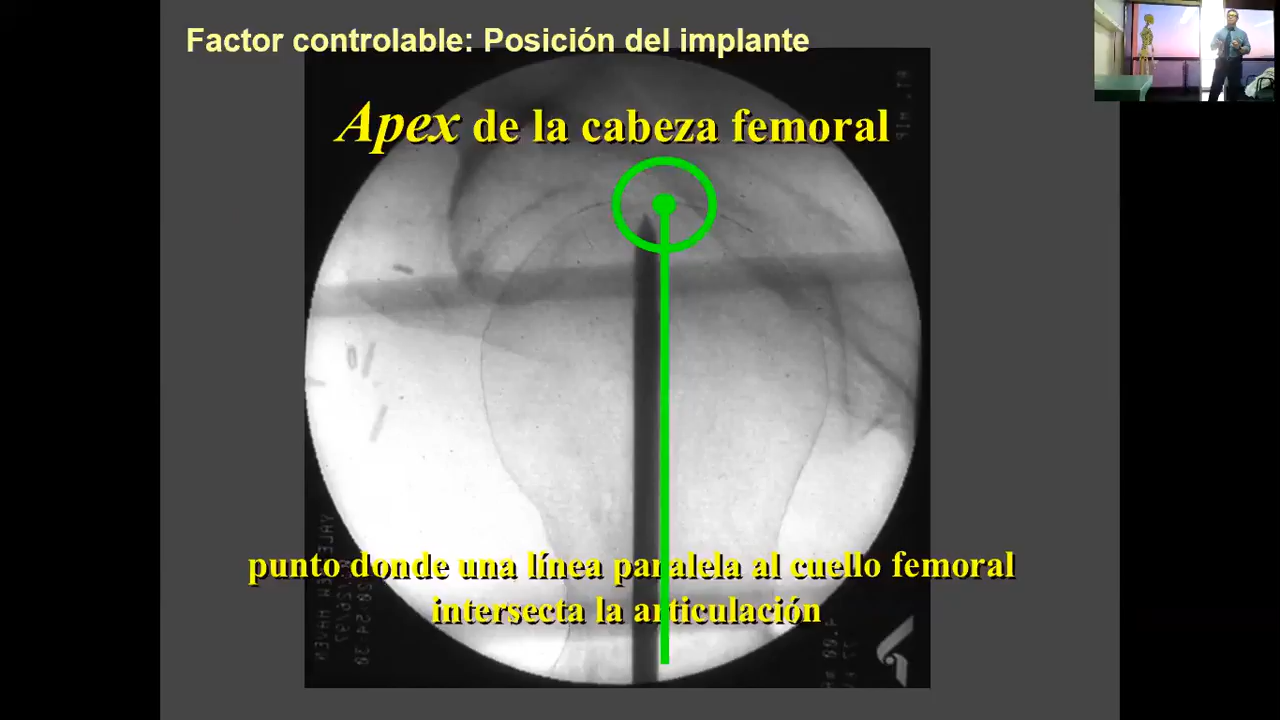 Factor controlable: Posición del implante
Apex de la cabeza femoral
punto donde una línea paralela al cuello femoral
intersecta la articulación